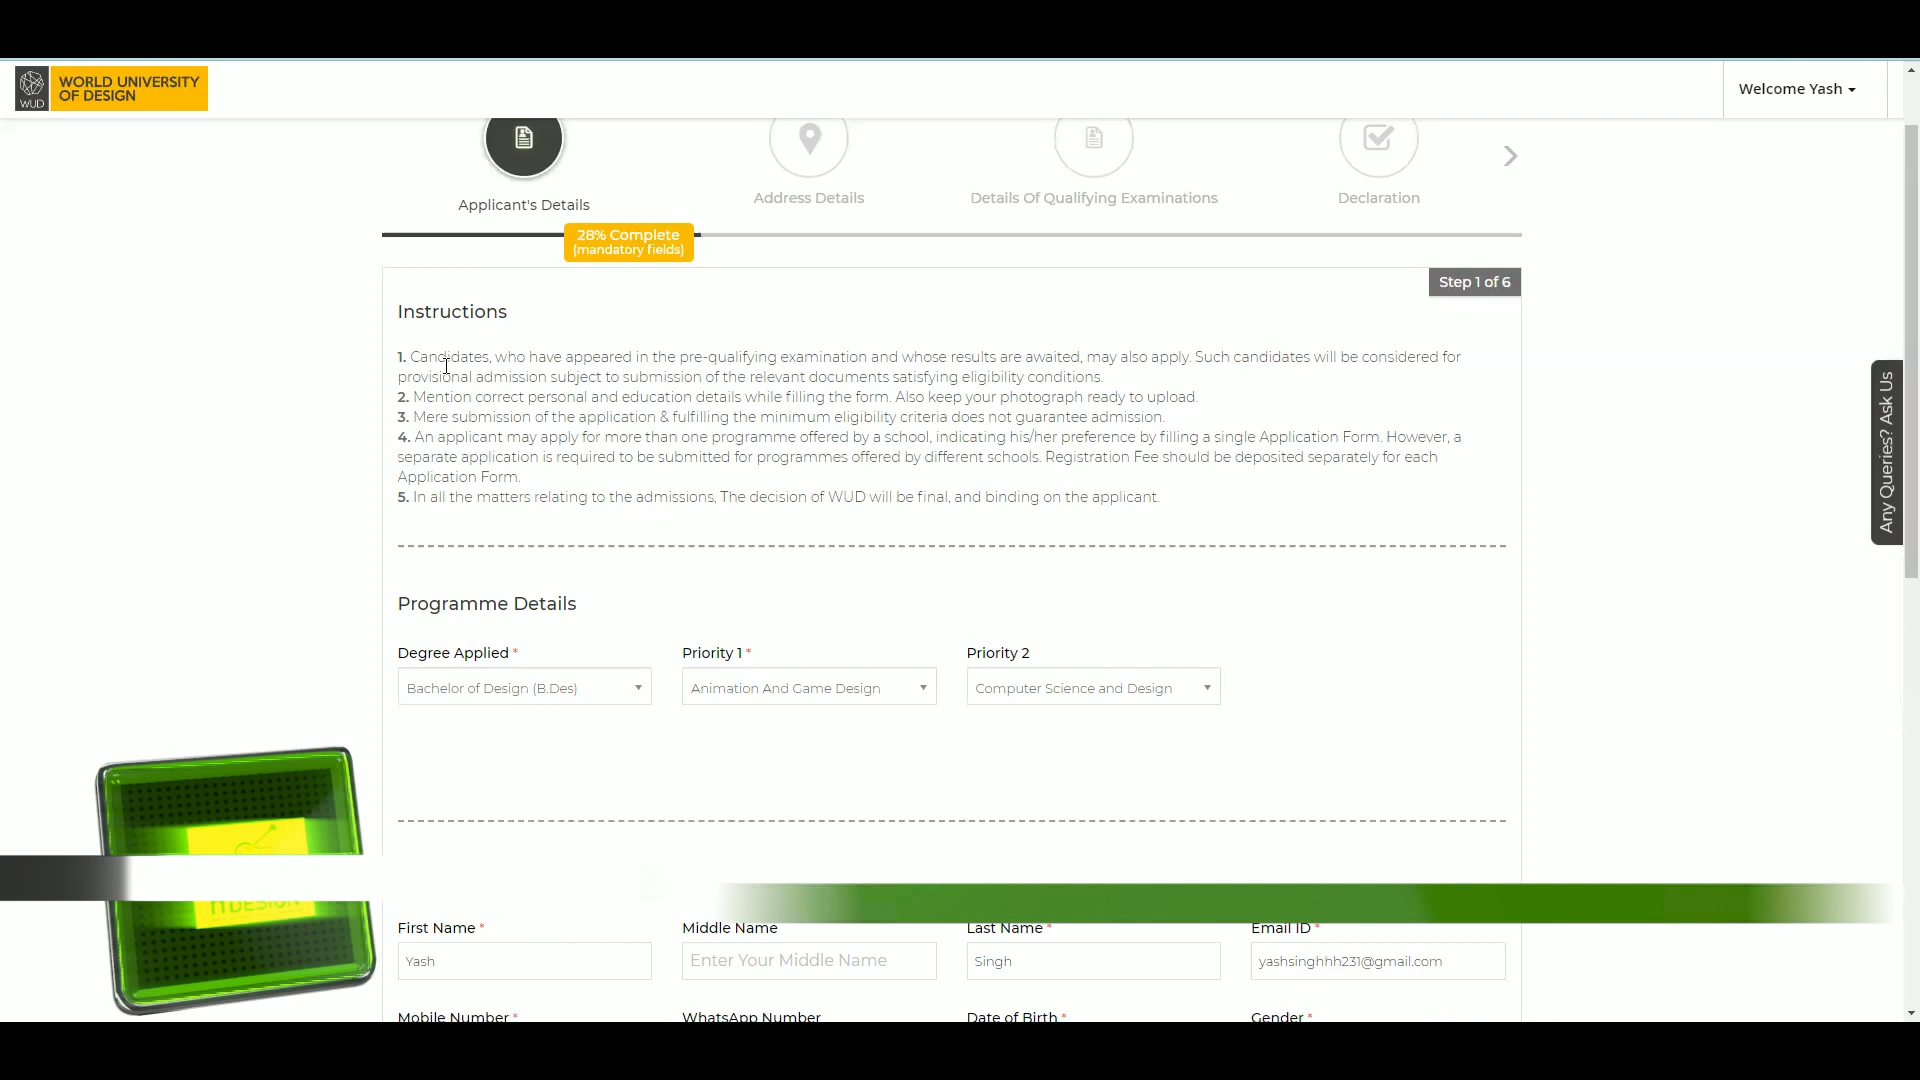 WUD
WORLD UNIVERSITY
OF DESIGN
Welcome Yash
Applicant's Details
Address Details
Details Of Qualifying Examinations
Declaration
28% Complete
(mandatory fields)
Step 1 of 6
Instructions
1. Candidates, who have appeared in the pre-qualifying examination and whose results are awaited, may also apply. Such candidates will be considered for
provisional admission subject to submission of the relevant documents satisfying eligibility conditions.
2. Mention correct personal and education details while filling the form. Also keep your photograph ready to upload.
3. Mere submission of the application & fulfilling the minimum eligibility criteria does not guarantee admission.
4. An applicant may apply for more than one programme offered by a school, indicating his/her preference by filling a single Application Form. However, a
separate application is required to be submitted for programmes offered by different schools. Registration Fee should be deposited separately for each
Application Form.
5. In all the matters relating to the admissions, The decision of WUD will be final, and binding on the applicant.
Any Queries? Ask Us
Programme Details
Degree Applied *
Priority 1 *
Priority 2
Bachelor of Design (B.Des)
Animation And Game Design
Computer Science and Design
First Name *
Middle Name
Last Name *
Email ID *
Yash
Enter Your Middle Name
Singh
yashsinghhh231@gmail.com
Mobile Number *
WhatsApp Number
Date of Birth *
Gender *